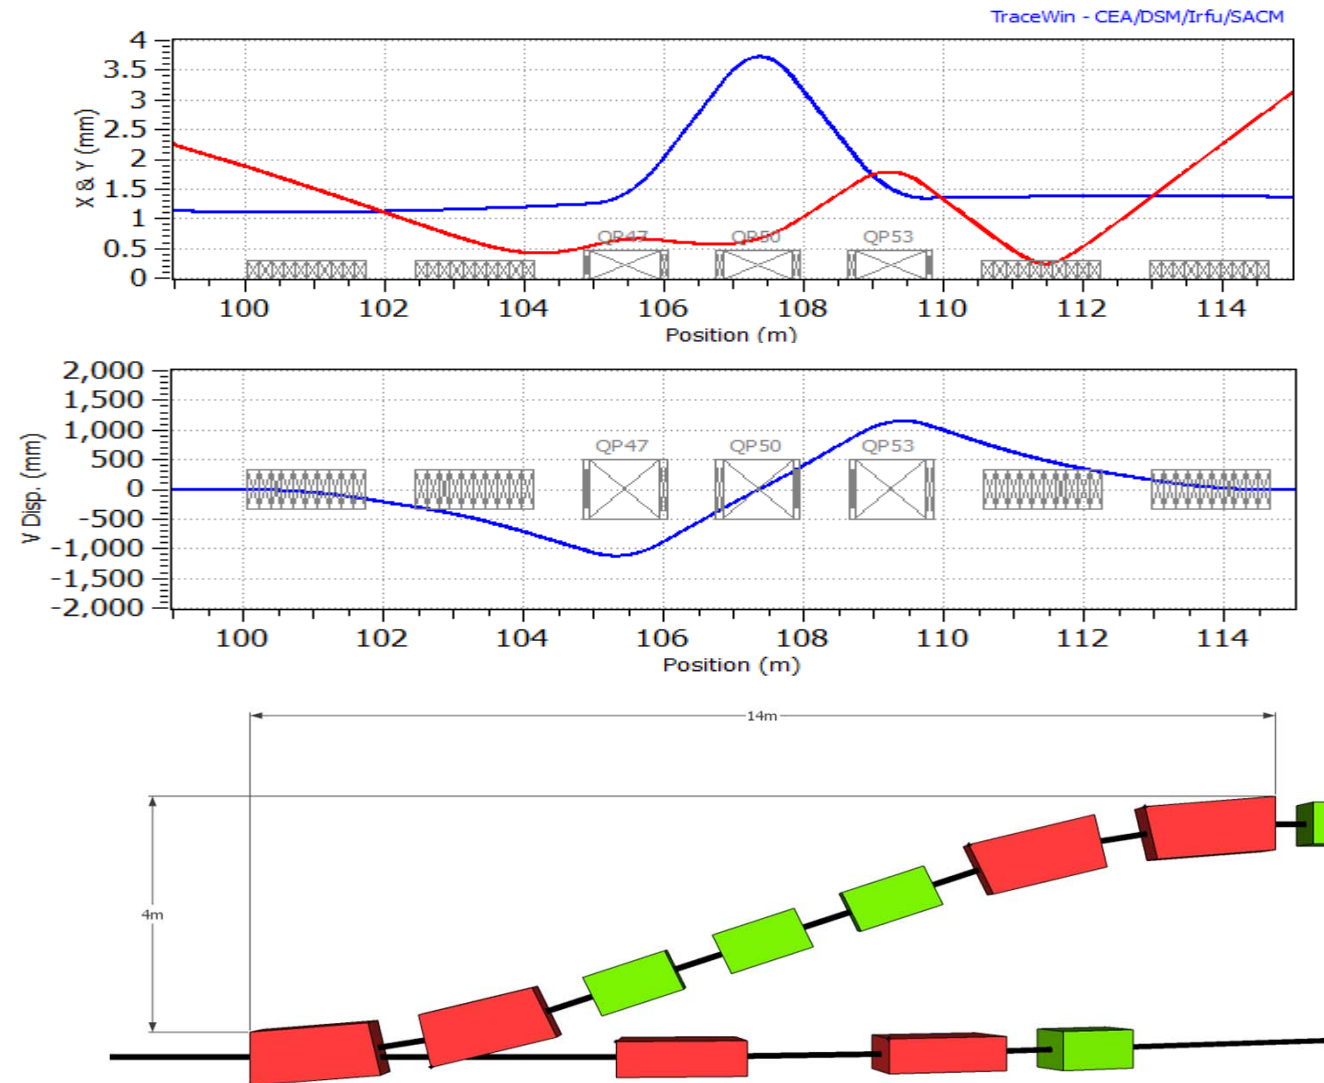 TraceWin - CEA/DSM/Irfu/SACM
4
3.5
3
2.5
2
1.5
1
0.5
0
X & Y (mm)
QP47 QP50 QP53
100 102 104 106 108 110 112 114
Position (m)
2,000
1,500
1,000
500
0
-500
-1,000
-1,500
-2,000
V Disp. (mm)
QP47 QP50 QP53
100 102 104 106 108 110 112 114
Position (m)
14m
4m